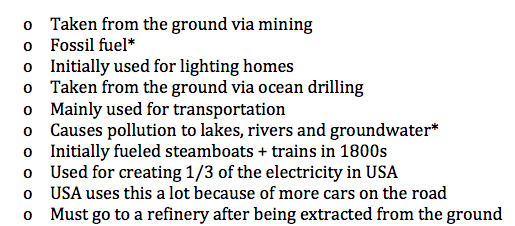 o Taken from the ground via mining
o Fossil fuel*
o Initially used for lighting homes
o Taken from the ground via ocean drilling
o Mainly used for transportation
o Causes pollution to lakes, rivers and groundwater*
o Initially fueled steamboats + trains in 1800s
o Used for creating 1/3 of the electricity in USA
o USA uses this a lot because of more cars on the road
o Must go to a refinery after being extracted from the ground